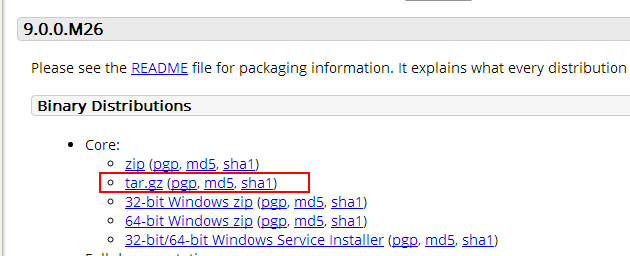 9.0.0.M26
Please see the README file for packaging information. It explains what every distribution
Binary Distributions
Core:
zip (pgp, md5, sha1)
tar.gz (pgp, md5, sha1)
32-bit Windows zip (pgp, md5, sha1)
64-bit Windows zip (pgp, md5, sha1)
32-bit/64-bit Windows Service Installer (pgp, md5, sha1)